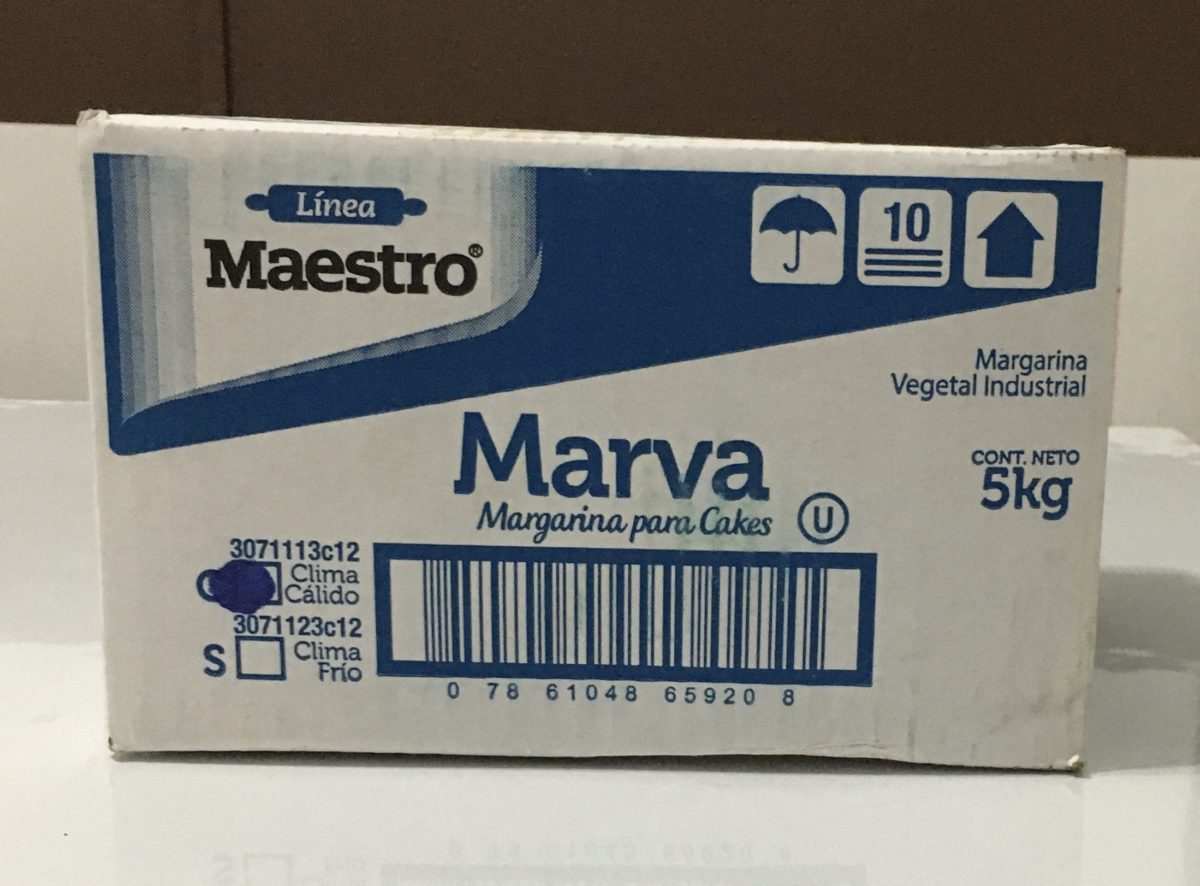 Línea
Maestro®
10
Margarina
Vegetal Industrial
Marva
Margarina para Cakes
U
CONT. NETO
5kg
3071113c12
Clima
Cálido
3071123c12
S
Clima
Frío
0 78 61048 65920 8